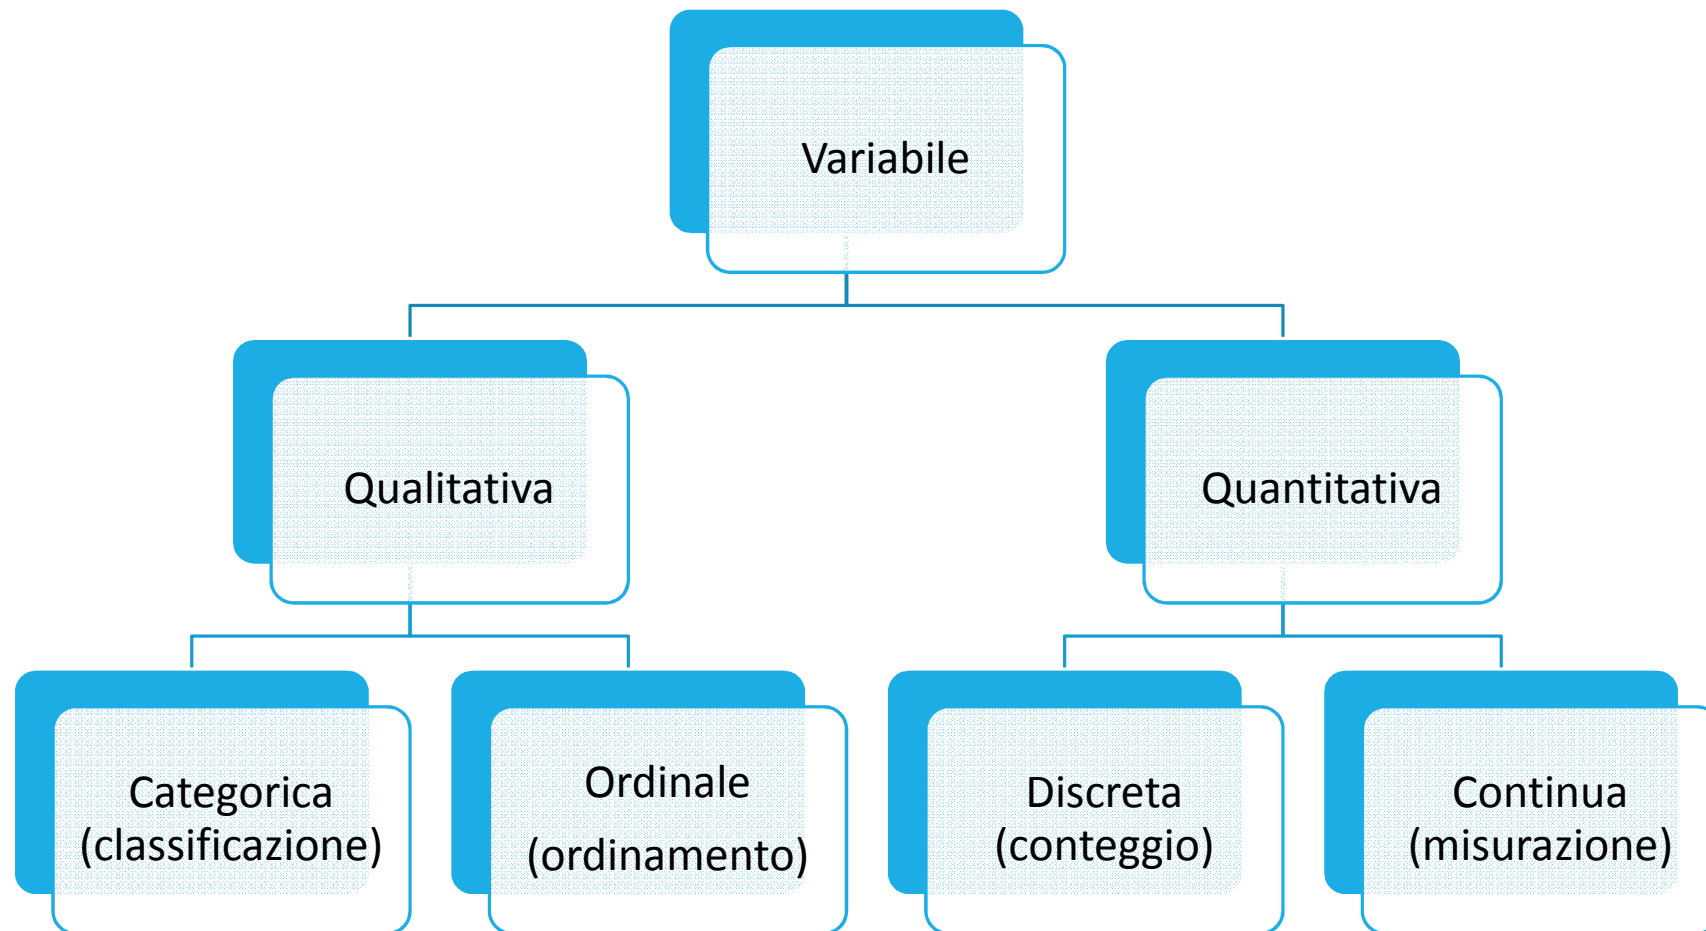 Variabile
Qualitativa
Quantitativa
Categorica
(classificazione)
Ordinale
(ordinamento)
Discreta
(conteggio)
Continua
(misurazione)